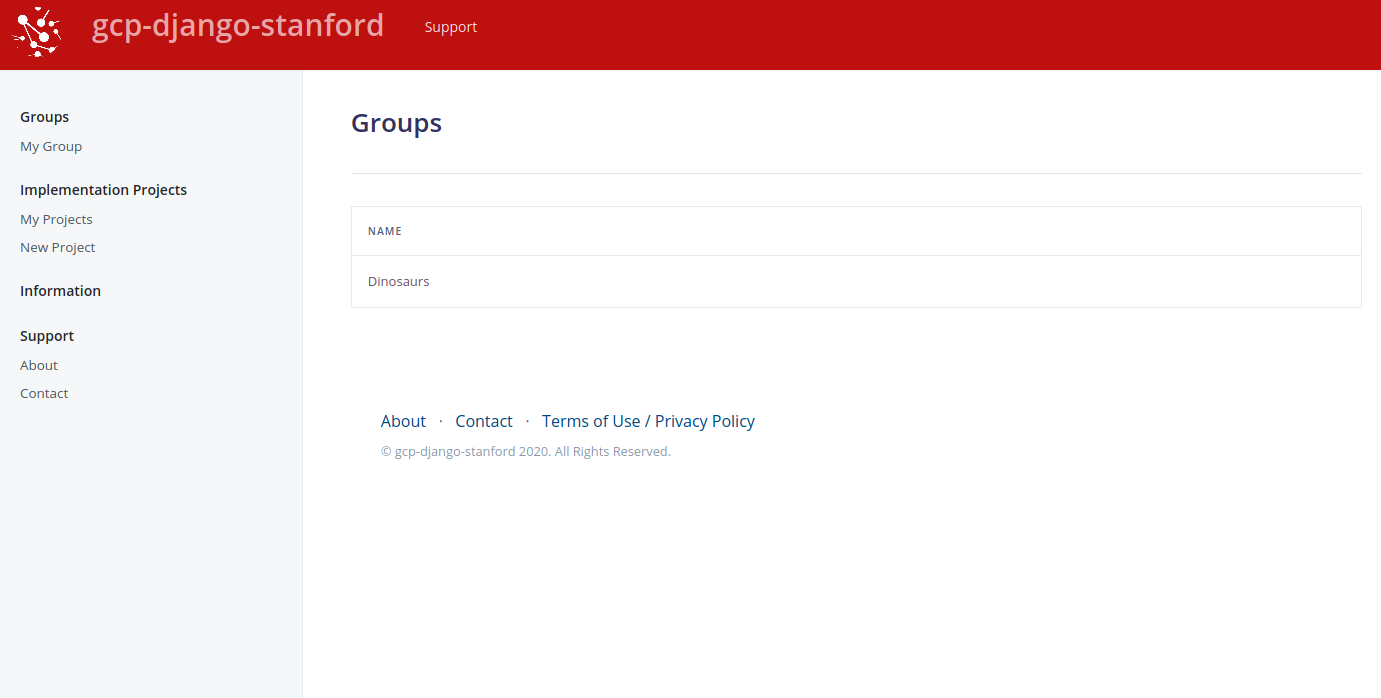 gcp-django-stanford
Support
Groups
My Group
Implementation Projects
My Projects
New Project
Information
Support
About
Contact
Groups
NAME
Dinosaurs
About · Contact · Terms of Use / Privacy Policy
© gcp-django-stanford 2020. All Rights Reserved.